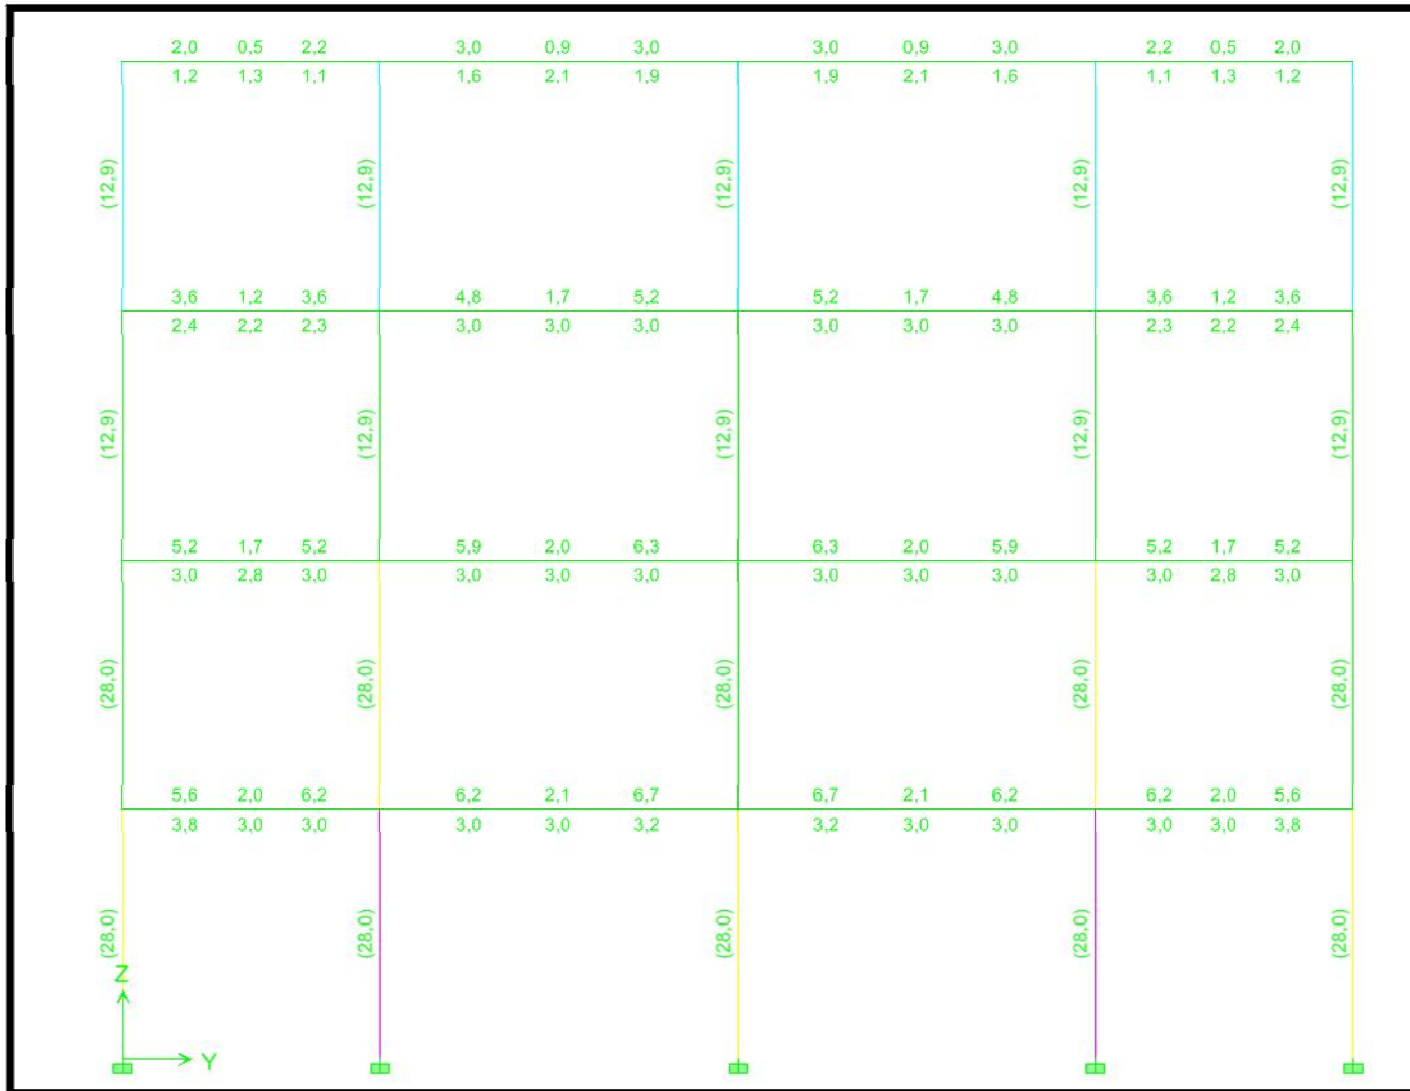 2,0 0,5 2,2 3,0 0,9 3,0 3,0 0,9 3,0 2,2 0,5 2,0
1,2 1,3 1,1 1,6 2,1 1,9 1,9 2,1 1,6 1,1 1,3 1,2
(12,9) (12,9) (12,9) (12,9) (12,9)
3,6 1,2 3,6 4,8 1,7 5,2 5,2 1,7 4,8 3,6 1,2 3,6
2,4 2,2 2,3 3,0 3,0 3,0 3,0 3,0 3,0 2,3 2,2 2,4
(12,9) (12,9) (12,9) (12,9) (12,9)
5,2 1,7 5,2 5,9 2,0 6,3 6,3 2,0 5,9 5,2 1,7 5,2
3,0 2,8 3,0 3,0 3,0 3,0 3,0 3,0 3,0 3,0 2,8 3,0
(28,0) (28,0) (28,0) (28,0) (28,0)
5,6 2,0 6,2 6,2 2,1 6,7 6,7 2,1 6,2 6,2 2,0 5,6
3,8 3,0 3,0 3,0 3,0 3,2 3,2 3,0 3,0 3,0 3,0 3,8
(28,0) (28,0) (28,0) (28,0) (28,0)
Z
Y